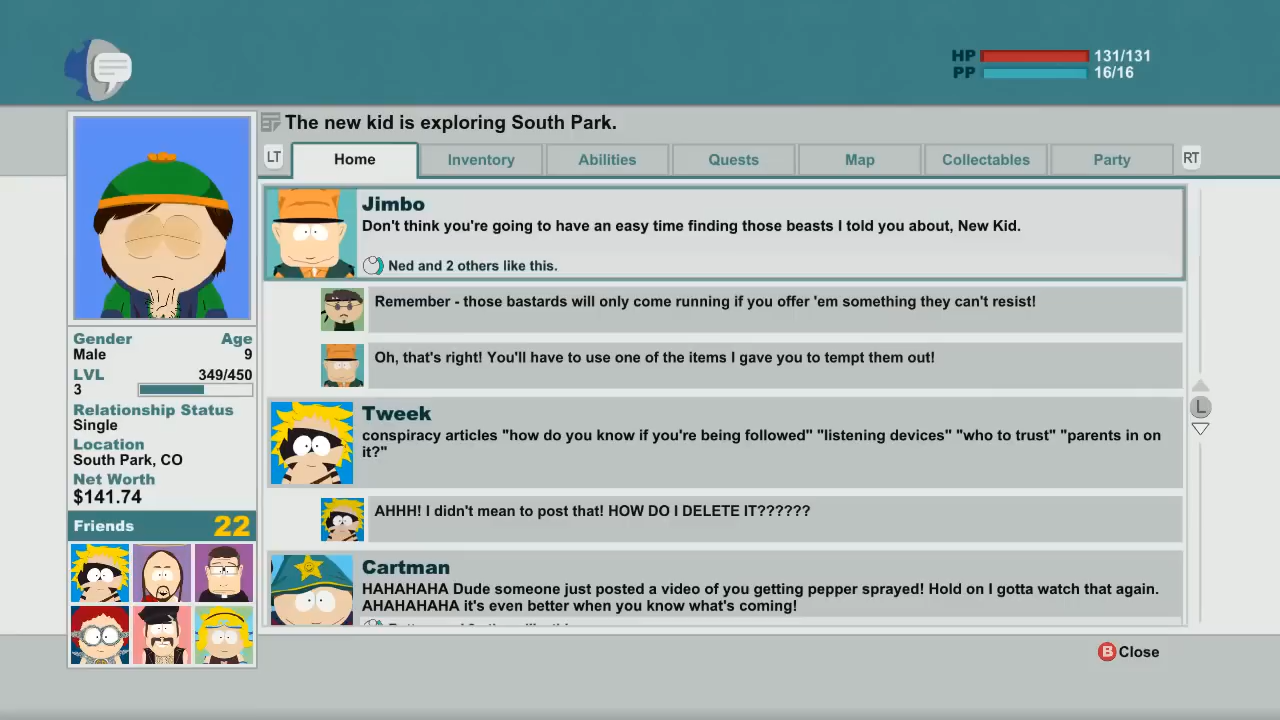 HP 131/131
PP 16/16
The new kid is exploring South Park.
LT Home Inventory Abilities Quests Map Collectables Party RT
Gender Age
Male 9
LVL 349/450
3
Relationship Status
Single
Location
South Park, CO
Net Worth
$141.74
Friends 22
Jimbo
Don't think you're going to have an easy time finding those beasts I told you about, New Kid.
Ned and 2 others like this.
Remember - those bastards will only come running if you offer 'em something they can't resist!
Oh, that's right! You'll have to use one of the items I gave you to tempt them out!
Tweek
conspiracy articles "how do you know if you're being followed" "listening devices" "who to trust" "parents in on
it?"
AHHH! I didn't mean to post that! HOW DO I DELETE IT??????
Cartman
HAHAHAHA Dude someone just posted a video of you getting pepper sprayed! Hold on I gotta watch that again.
AHAHAHAHA it's even better when you know what's coming!
L
B Close